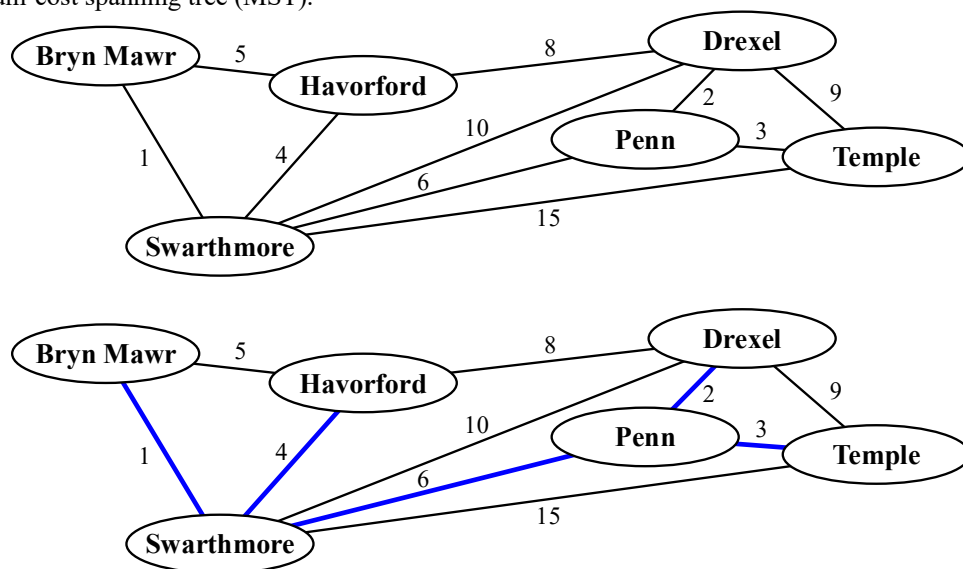 um-cost spanning tree (MST).
Bryn Mawr
5
Havorford
8
Drexel
2
9
10
Penn
3
Temple
1
4
6
15
Swarthmore
Bryn Mawr
5
Havorford
8
Drexel
2
9
10
Penn
3
Temple
1
4
6
15
Swarthmore